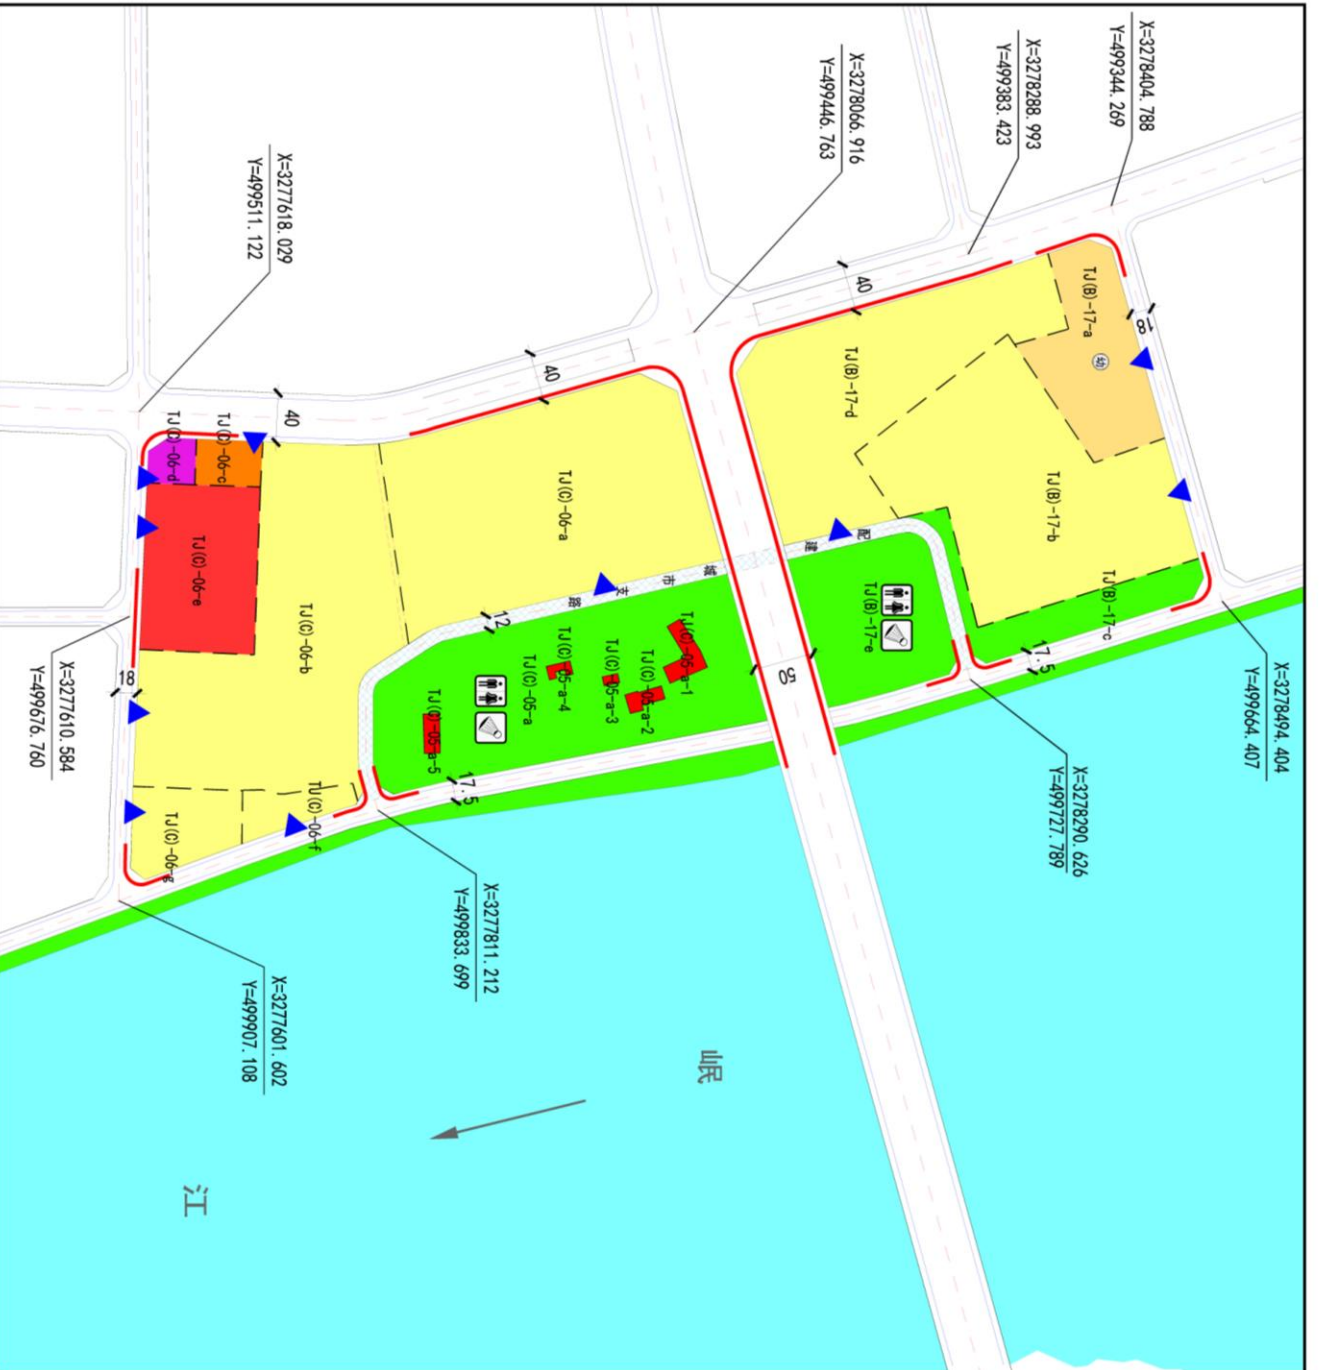 X=3278404.788
Y=499344.269
X=3278288.993
Y=499383.423
X=3278066.916
Y=499446.763
X=3277618.029
Y=499511.122
TJ(B)-17-a
幼
18
40
TJ(B)-17-d
TJ(B)-17-b
40
40
TJ(C)-06-d
TJ(C)-06-c
TJ(C)-06-a
TJ(C)-06-e
TJ(C)-06-b
配建城市支路
TJ(B)-17-c
TJ(B)-17-e
12
17.5
50
TJ(C)-05-a-1
TJ(C)-05-a-2
TJ(C)-05-a-3
TJ(C)-05-a-4
TJ(C)-05-a
TJ(C)-05-a-5
17.5
18
TJ(C)-06-f
TJ(C)-06-g
X=3277610.584
Y=499676.760
X=3278494.404
Y=499664.407
X=3278290.626
Y=499727.789
X=3277811.212
Y=499833.699
X=3277601.602
Y=499907.108
岷
江